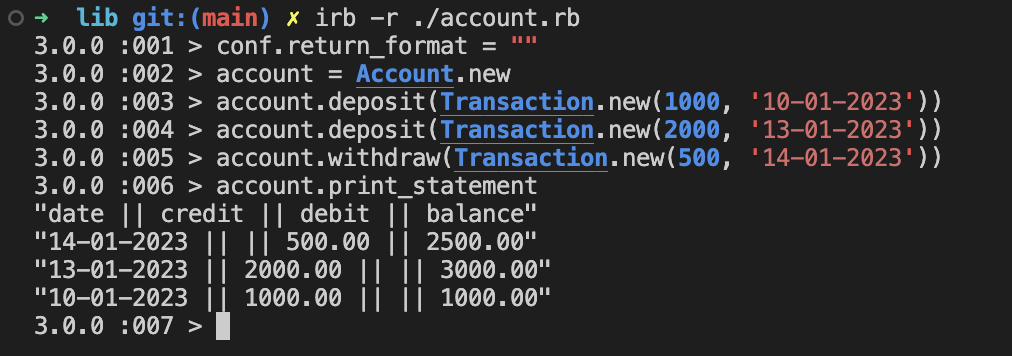 ➜  lib git:(main) ✗ irb -r ./account.rb
3.0.0 :001 > conf.return_format = ""
3.0.0 :002 > account = Account.new
3.0.0 :003 > account.deposit(Transaction.new(1000, '10-01-2023'))
3.0.0 :004 > account.deposit(Transaction.new(2000, '13-01-2023'))
3.0.0 :005 > account.withdraw(Transaction.new(500, '14-01-2023'))
3.0.0 :006 > account.print_statement
"date || credit || debit || balance"
"14-01-2023 || || 500.00 || 2500.00"
"13-01-2023 || 2000.00 || || 3000.00"
"10-01-2023 || 1000.00 || || 1000.00"
3.0.0 :007 >